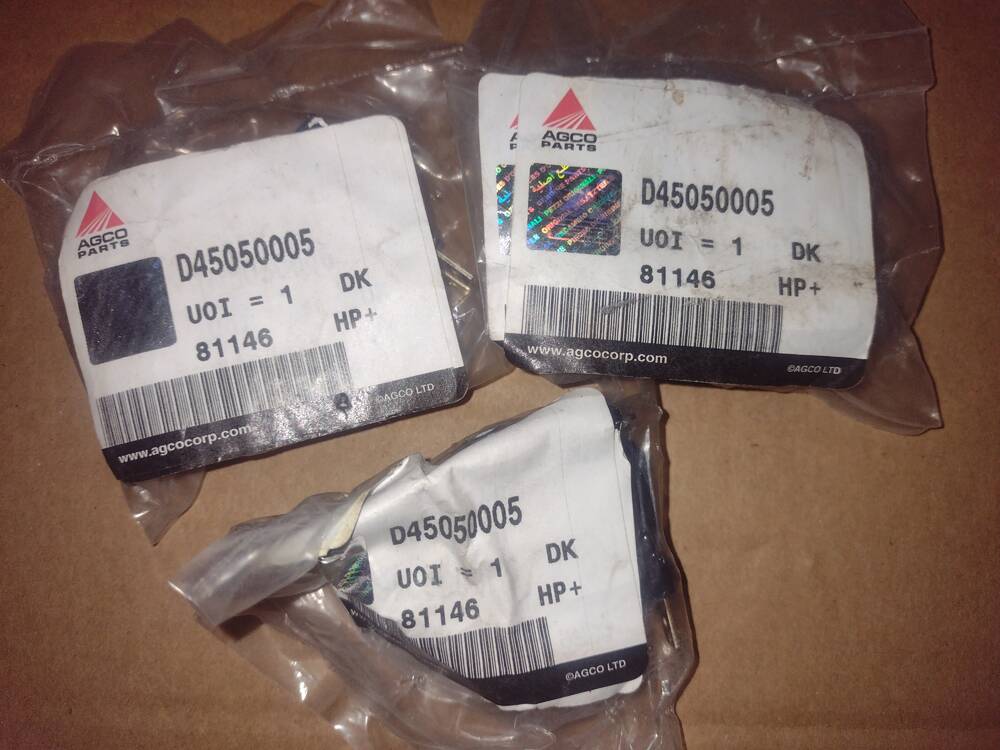 AGCO
PARTS
D45050005
UOI = 1 DK
81146 HP+
www.agcocorp.com
©AGCO LTD
AGCO
PARTS
D45050005
UOI = 1 DK
81146 HP+
www.agcocorp.com
©AGCO LTD
D45050005
UOI = 1 DK
81146 HP+
©AGCO LTD